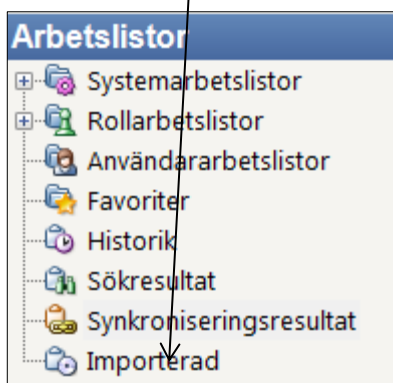 Arbetslistor
Systemarbetslistor
Rollarbetslistor
Användararbetslistor
Favoriter
Historik
Sökresultat
Synkroniseringsresultat
Importerad